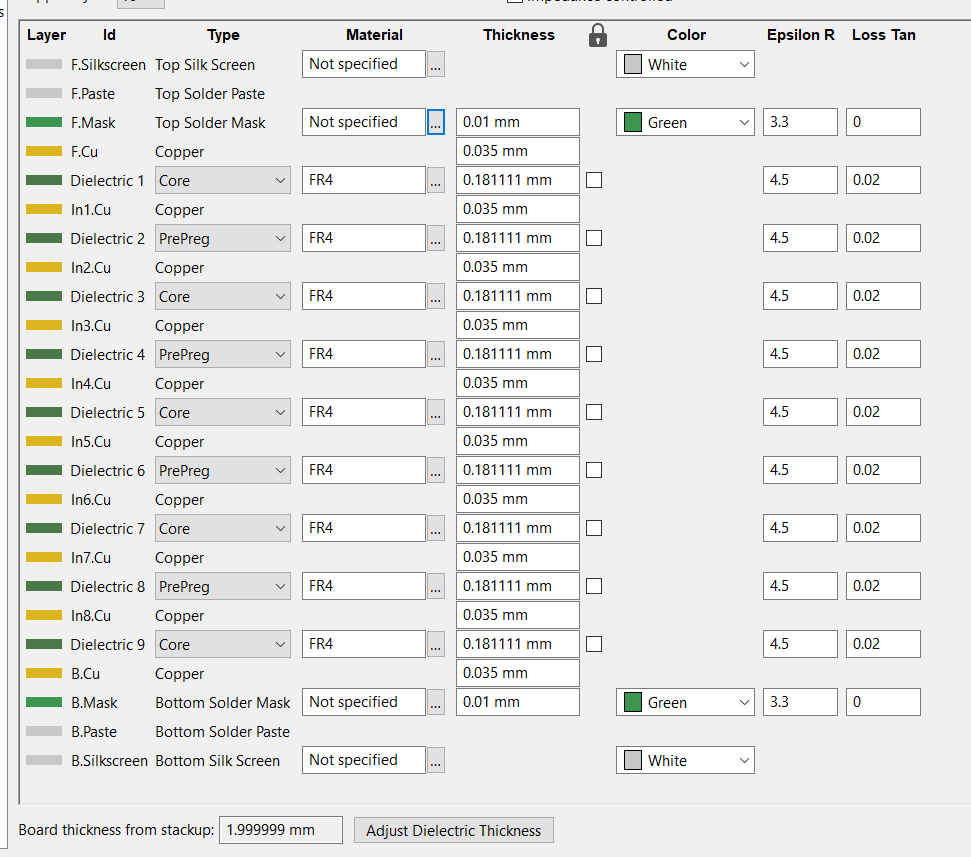 Layer Id Type Material Thickness Color Epsilon R Loss Tan
F.Silkscreen Top Silk Screen Not specified ... White
F.Paste Top Solder Paste
F.Mask Top Solder Mask Not specified ... 0.01 mm Green 3.3 0
F.Cu Copper 0.035 mm
Dielectric 1 Core FR4 ... 0.181111 mm 4.5 0.02
In1.Cu Copper 0.035 mm
Dielectric 2 PrePreg FR4 ... 0.181111 mm 4.5 0.02
In2.Cu Copper 0.035 mm
Dielectric 3 Core FR4 ... 0.181111 mm 4.5 0.02
In3.Cu Copper 0.035 mm
Dielectric 4 PrePreg FR4 ... 0.181111 mm 4.5 0.02
In4.Cu Copper 0.035 mm
Dielectric 5 Core FR4 ... 0.181111 mm 4.5 0.02
In5.Cu Copper 0.035 mm
Dielectric 6 PrePreg FR4 ... 0.181111 mm 4.5 0.02
In6.Cu Copper 0.035 mm
Dielectric 7 Core FR4 ... 0.181111 mm 4.5 0.02
In7.Cu Copper 0.035 mm
Dielectric 8 PrePreg FR4 ... 0.181111 mm 4.5 0.02
In8.Cu Copper 0.035 mm
Dielectric 9 Core FR4 ... 0.181111 mm 4.5 0.02
B.Cu Copper 0.035 mm
B.Mask Bottom Solder Mask Not specified ... 0.01 mm Green 3.3 0
B.Paste Bottom Solder Paste
B.Silkscreen Bottom Silk Screen Not specified ... White
Board thickness from stackup: 1.999999 mm Adjust Dielectric Thickness